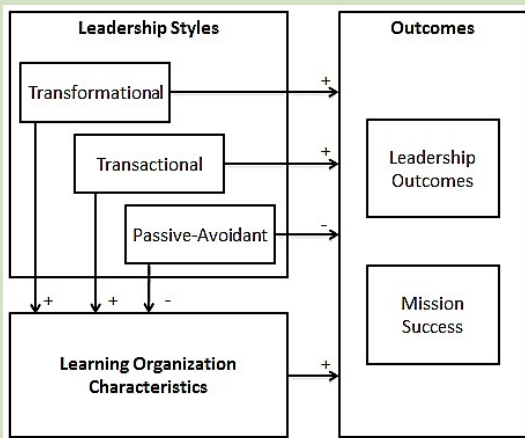 Leadership Styles
Outcomes
Transformational
+
Transactional
+
Leadership
Outcomes
Passive-Avoidant
-
+
+
-
Mission
Success
Learning Organization
Characteristics
+